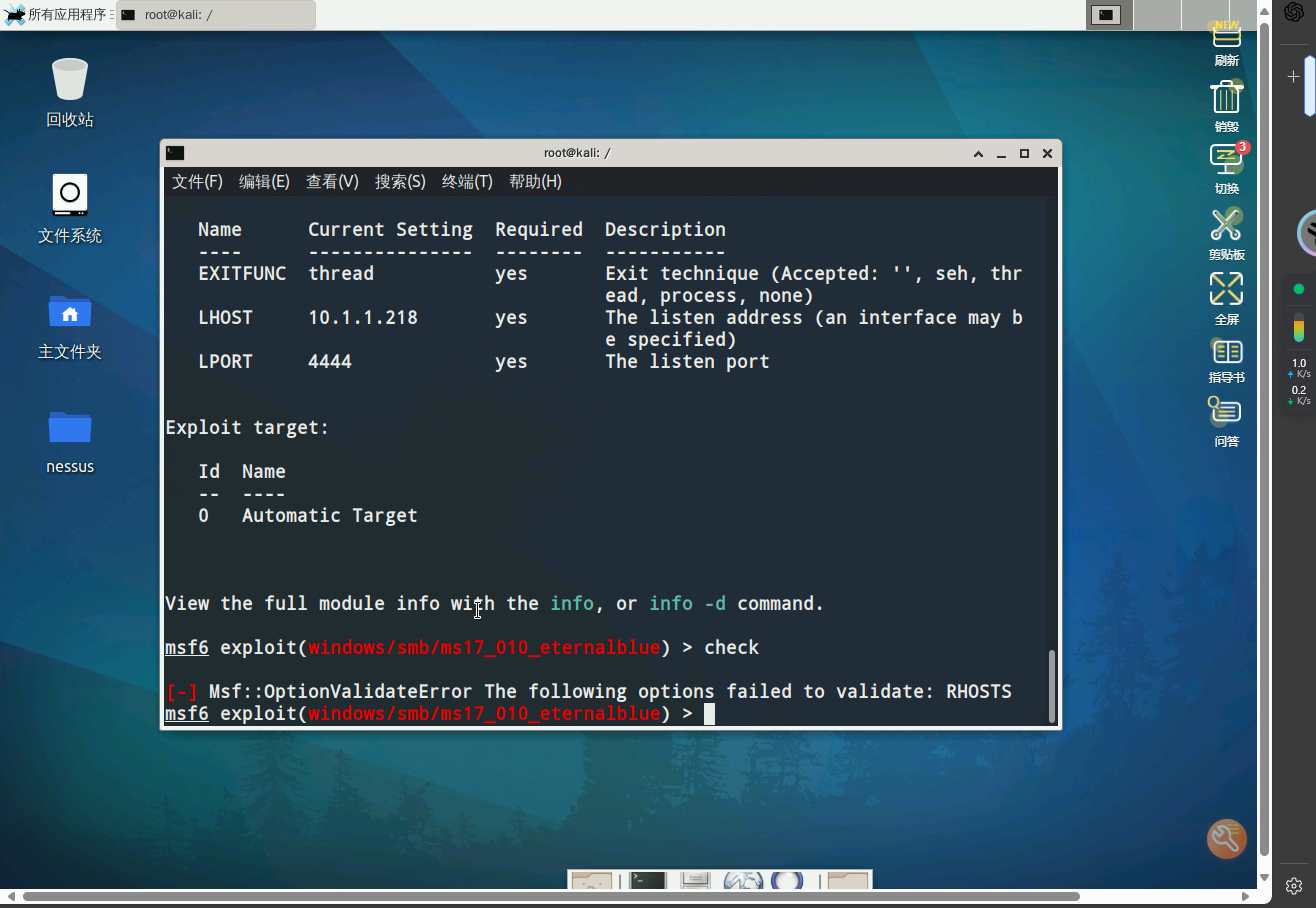 所有应用程序
root@kali: /
回收站
文件系统
主文件夹
nessus
root@kali: /
文件(F) 编辑(E) 查看(V) 搜索(S) 终端(T) 帮助(H)
Name Current Setting Required Description
---- --------------- -------- -----------
EXITFUNC thread yes Exit technique (Accepted: '', seh, thr
ead, process, none)
LHOST 10.1.1.218 yes The listen address (an interface may b
e specified)
LPORT 4444 yes The listen port
Exploit target:
Id Name
-- ----
0 Automatic Target
View the full module info with the info, or info -d command.
msf6 exploit(windows/smb/ms17_010_eternalblue) > check
[-] Msf::OptionValidateError The following options failed to validate: RHOSTS
msf6 exploit(windows/smb/ms17_010_eternalblue) >
NEW
刷新
销毁
3
切换
剪贴板
全屏
指导书
问答
1.0
K/s
0.2
K/s